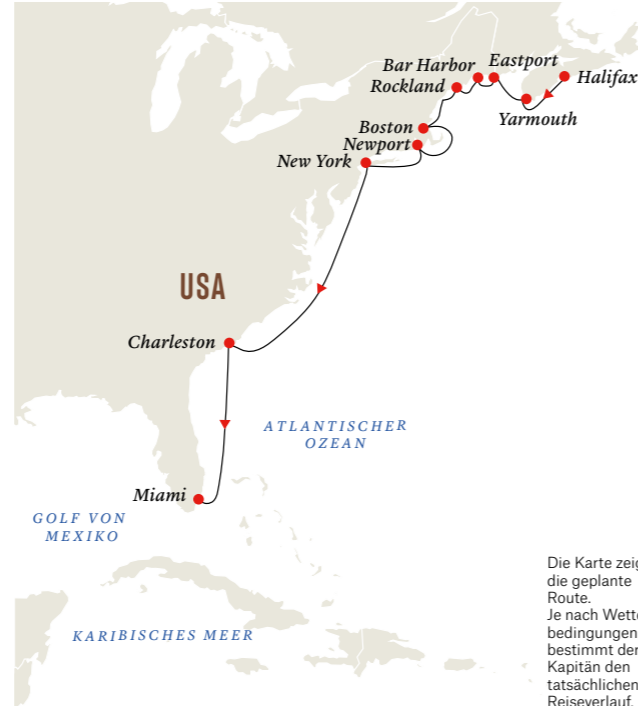 Bar Harbor
Eastport
Rockland
Halifax
Yarmouth
Boston
Newport
New York
USA
Charleston
ATLANTISCHER
OZEAN
Miami
GOLF VON
MEXIKO
KARIBISCHES MEER
Die Karte zeig
die geplante
Route.
Je nach Wette
bedingungen
bestimmt der
Kapitän den
tatsächlichen
Reiseverlauf.